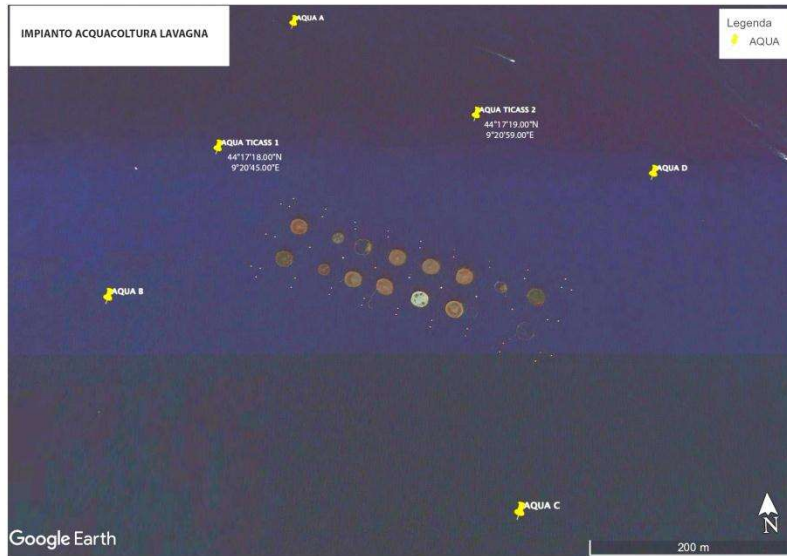 IMPIANTO ACQUACOLTURA LAVAGNA
AQUA A
Legenda
AQUA
AQUA TICASS 2
44°17'19.00"N
9°20'59.00"E
AQUA TICASS 1
44°17'18.00"N
9°20'45.00"E
AQUA D
AQUA B
AQUA C
N
Google Earth
200 m